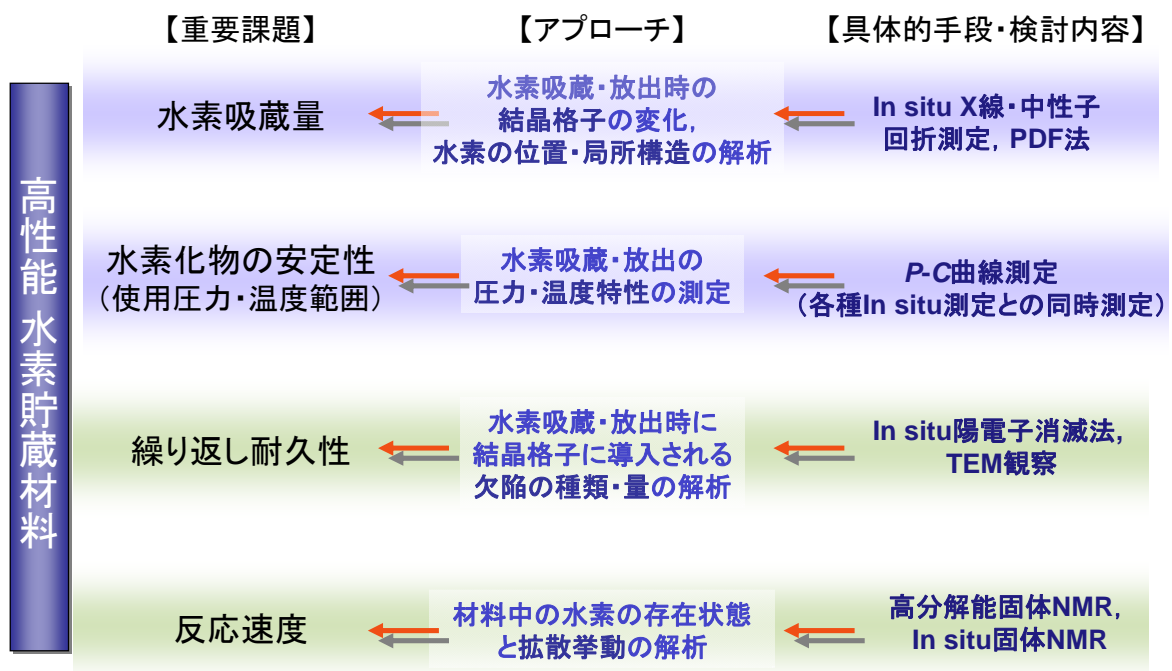 【重要課題】
【アプローチ】
【具体的手段・検討内容】
高性能 水素貯蔵材料
水素吸蔵量
水素吸蔵・放出時の
結晶格子の変化，
水素の位置・局所構造の解析
In situ X線・中性子
回折測定，PDF法
水素化物の安定性
（使用圧力・温度範囲）
水素吸蔵・放出の
圧力・温度特性の測定
P-C曲線測定
（各種In situ測定との同時測定）
繰り返し耐久性
水素吸蔵・放出時に
結晶格子に導入される
欠陥の種類・量の解析
In situ陽電子消滅法，
TEM観察
反応速度
材料中の水素の存在状態
と拡散挙動の解析
高分解能固体NMR，
In situ固体NMR